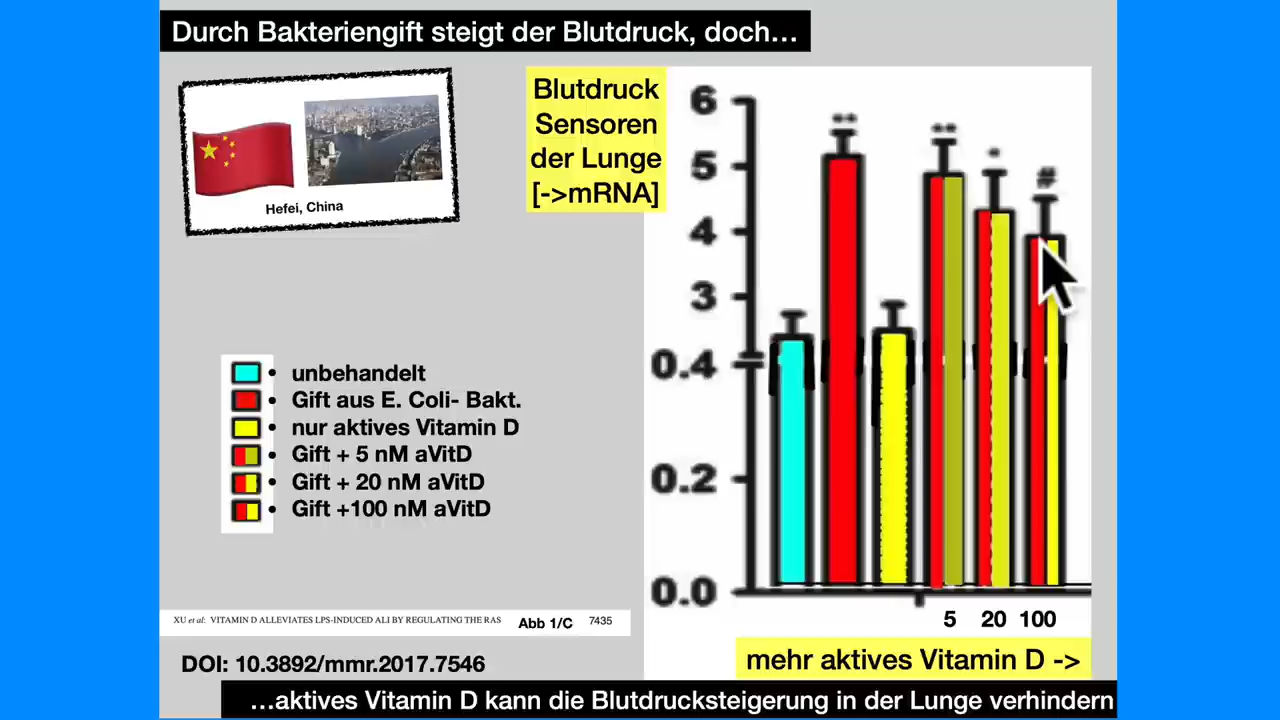 Durch Bakteriengift steigt der Blutdruck, doch…
Hefei, China
Blutdruck
Sensoren
der Lunge
[->mRNA]
6
5
4
3
0.4
0.2
0.0
**
**
*
#
• unbehandelt
• Gift aus E. Coli- Bakt.
• nur aktives Vitamin D
• Gift + 5 nM aVitD
• Gift + 20 nM aVitD
• Gift +100 nM aVitD
5 20 100
XU et al: VITAMIN D ALLEVIATES LPS-INDUCED ALI BY REGULATING THE RAS Abb 1/C 7435
mehr aktives Vitamin D ->
DOI: 10.3892/mmr.2017.7546
…aktives Vitamin D kann die Blutdrucksteigerung in der Lunge verhindern